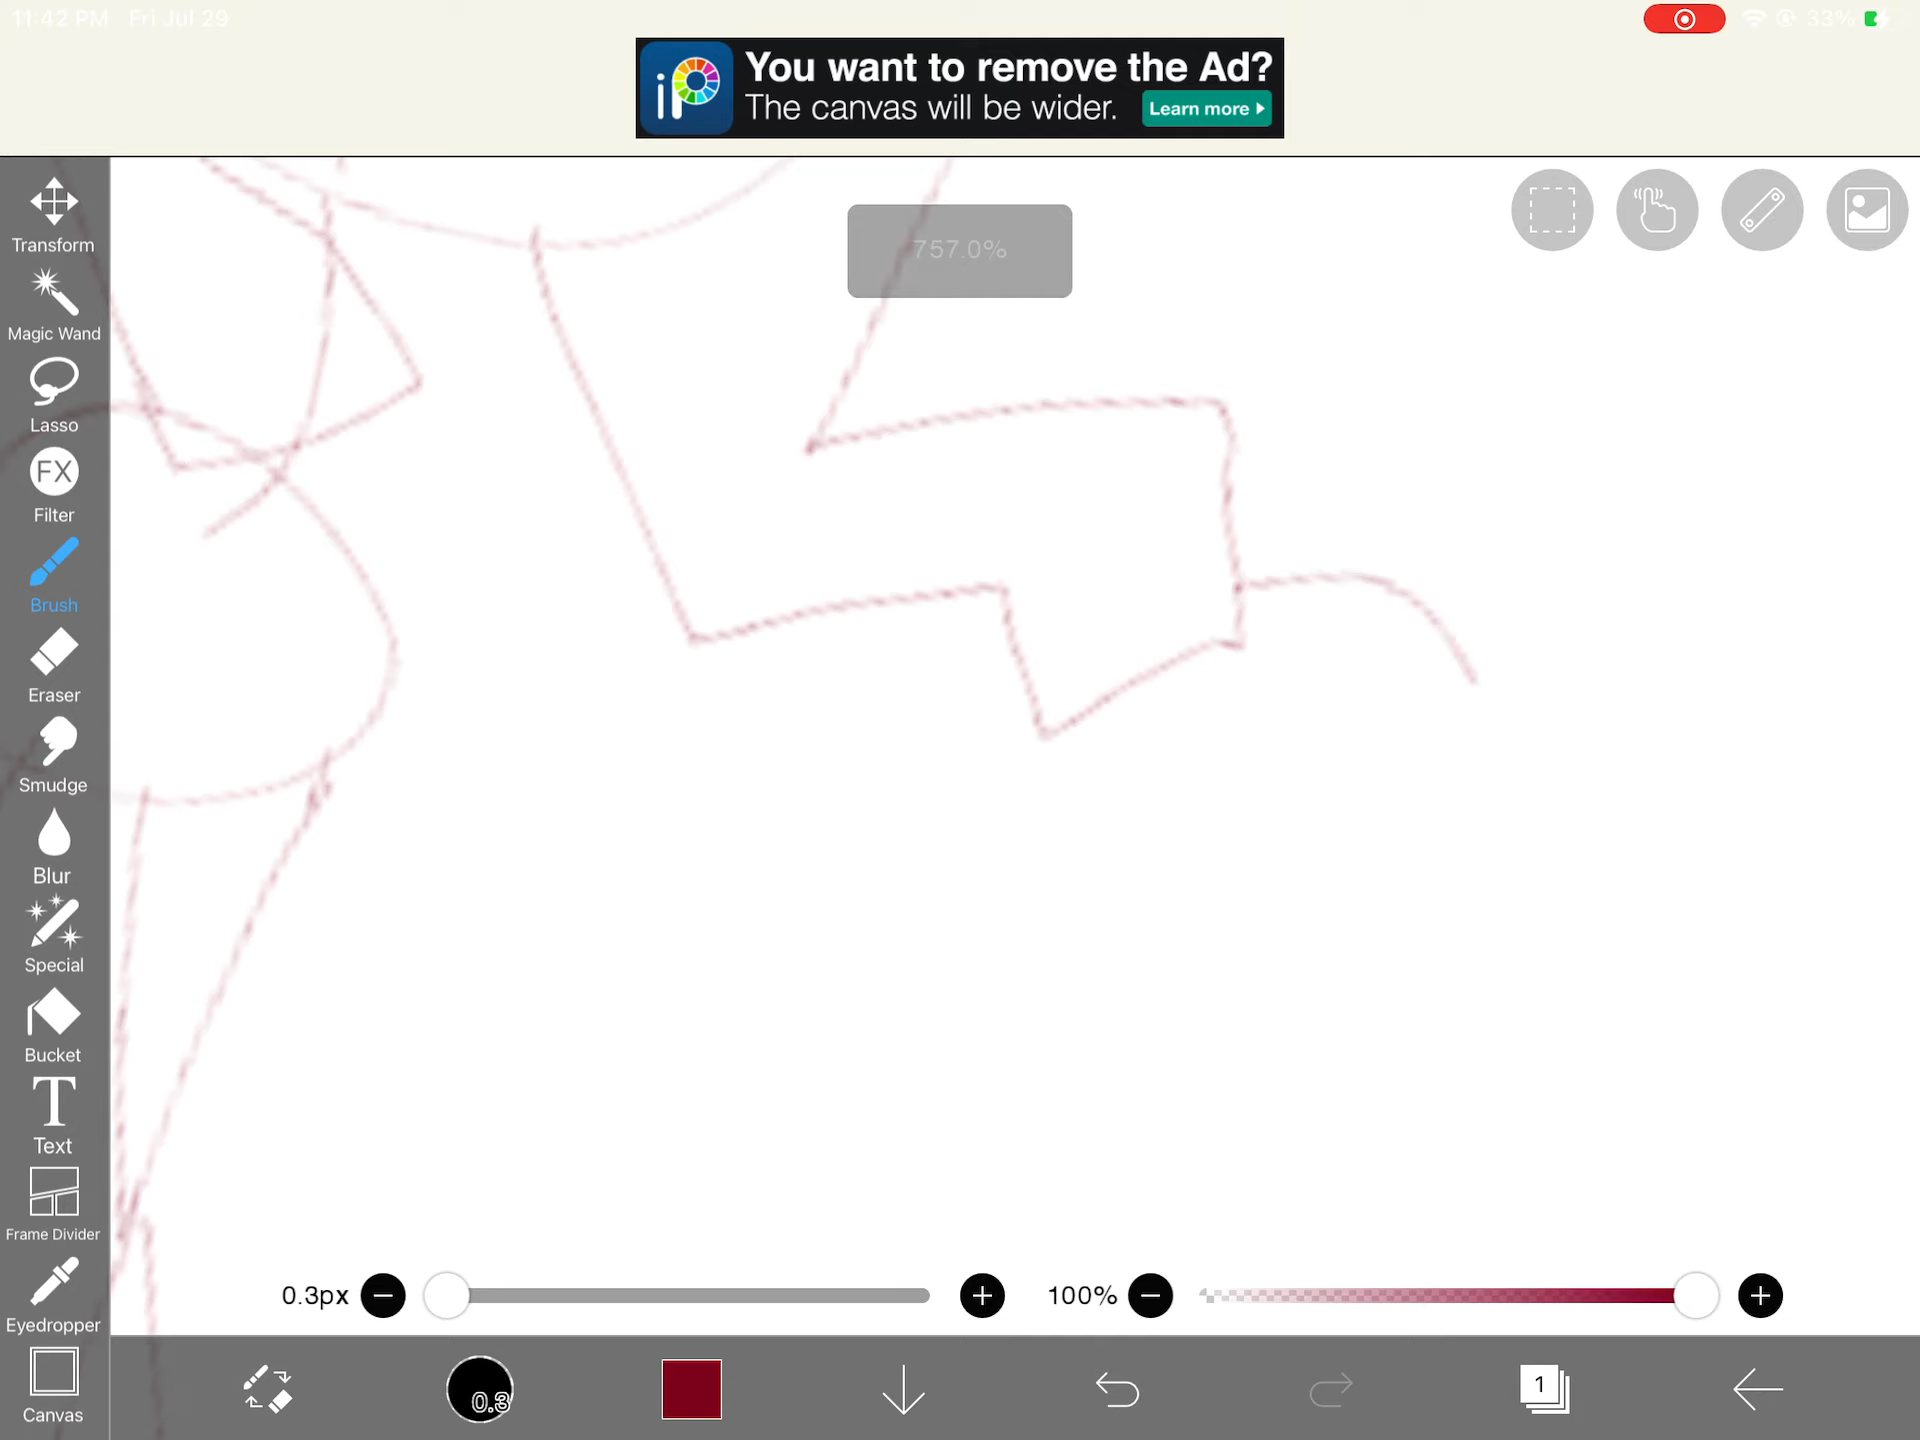 11:42 PM Fri Jul 29
33%
iP
You want to remove the Ad?
The canvas will be wider.
Learn more
757.0%
Transform
Magic Wand
Lasso
FX
Filter
Brush
Eraser
Smudge
Blur
Special
Bucket
T
Text
Frame Divider
Eyedropper
Canvas
0.3px
100%
0.3
1